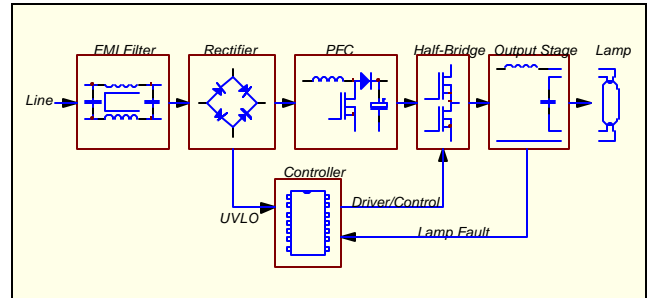 EMI Filter
Rectifier
PFC
Half-Bridge
Output Stage
Lamp
Line
Controller
UVLO
Driver/Control
Lamp Fault